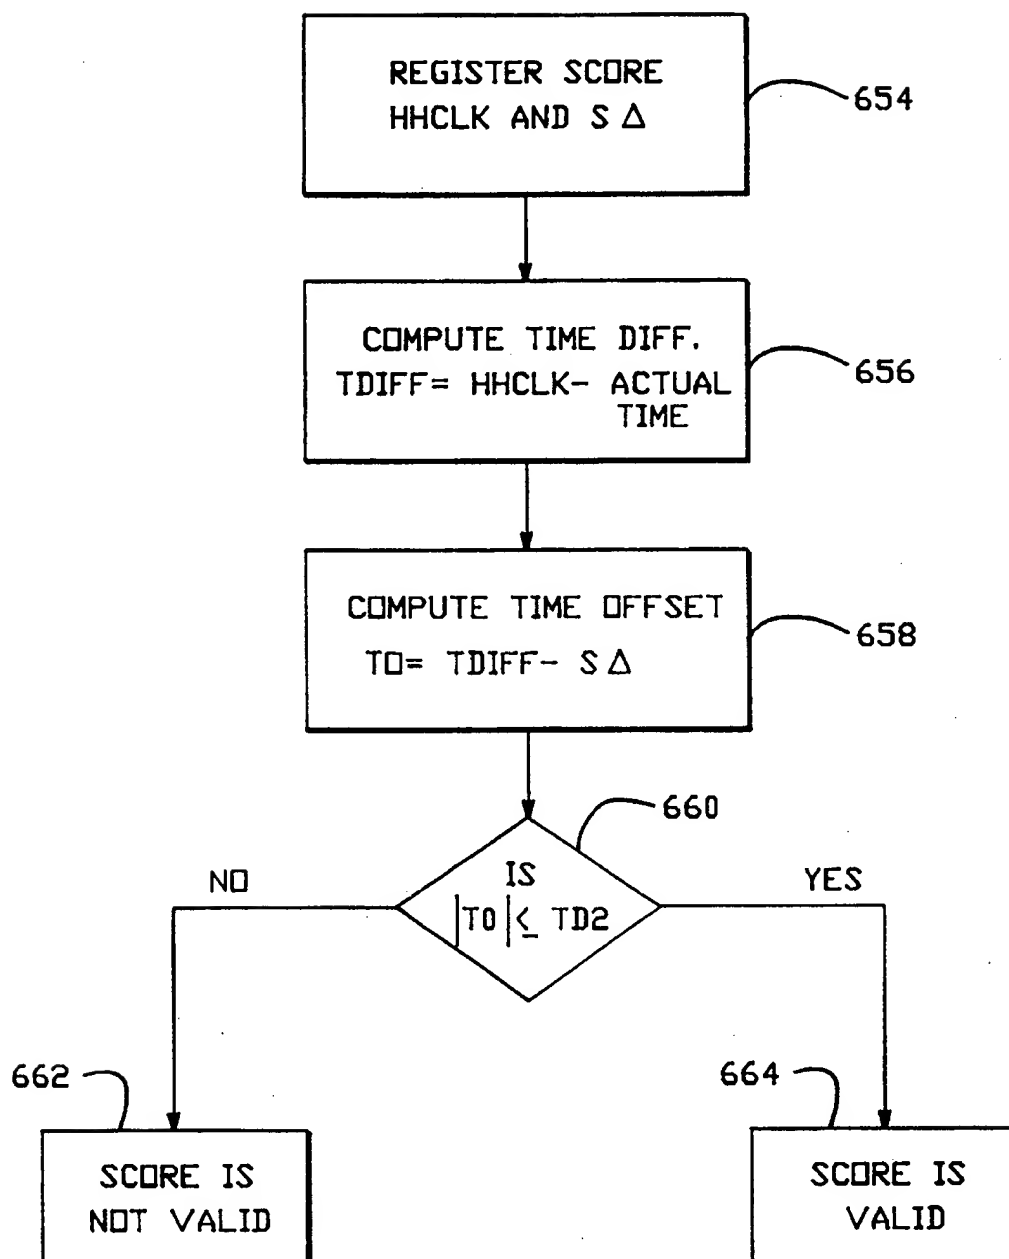 REGISTER SCORE
HHCLK AND S Δ
654
COMPUTE TIME DIFF.
TDIFF= HHCLK- ACTUAL
TIME
656
COMPUTE TIME OFFSET
TO= TDIFF- S Δ
658
660
IS
|TO|≤ TD2
NO
YES
662
SCORE IS
NOT VALID
664
SCORE IS
VALID